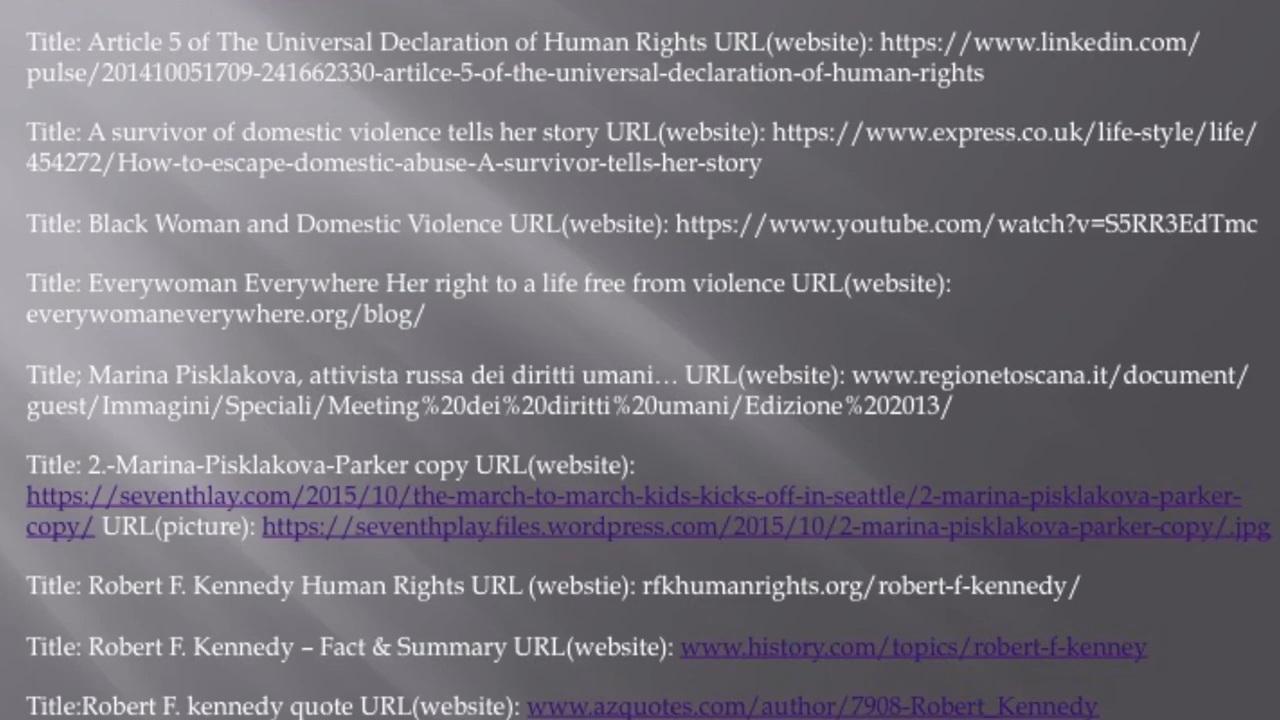 Title: Article 5 of The Universal Declaration of Human Rights URL(website): https://www.linkedin.com/
pulse/201410051709-241662330-artilce-5-of-the-universal-declaration-of-human-rights
Title: A survivor of domestic violence tells her story URL(website): https://www.express.co.uk/life-style/life/
454272/How-to-escape-domestic-abuse-A-survivor-tells-her-story
Title: Black Woman and Domestic Violence URL(website): https://www.youtube.com/watch?v=S5RR3EdTmc
Title: Everywoman Everywhere Her right to a life free from violence URL(website):
everywomaneverywhere.org/blog/
Title; Marina Pisklakova, attivista russa dei diritti umani… URL(website): www.regionetoscana.it/document/
guest/Immagini/Speciali/Meeting%20dei%20diritti%20umani/Edizione%202013/
Title: 2.-Marina-Pisklakova-Parker copy URL(website):
https://seventhlay.com/2015/10/the-march-to-march-kids-kicks-off-in-seattle/2-marina-pisklakova-parker-
copy/ URL(picture): https://seventhplay.files.wordpress.com/2015/10/2-marina-pisklakova-parker-copy/.jpg
Title: Robert F. Kennedy Human Rights URL (webstie): rfkhumanrights.org/robert-f-kennedy/
Title: Robert F. Kennedy – Fact & Summary URL(website): www.history.com/topics/robert-f-kenney
Title:Robert F. kennedy quote URL(website): www.azquotes.com/author/7908-Robert_Kennedy